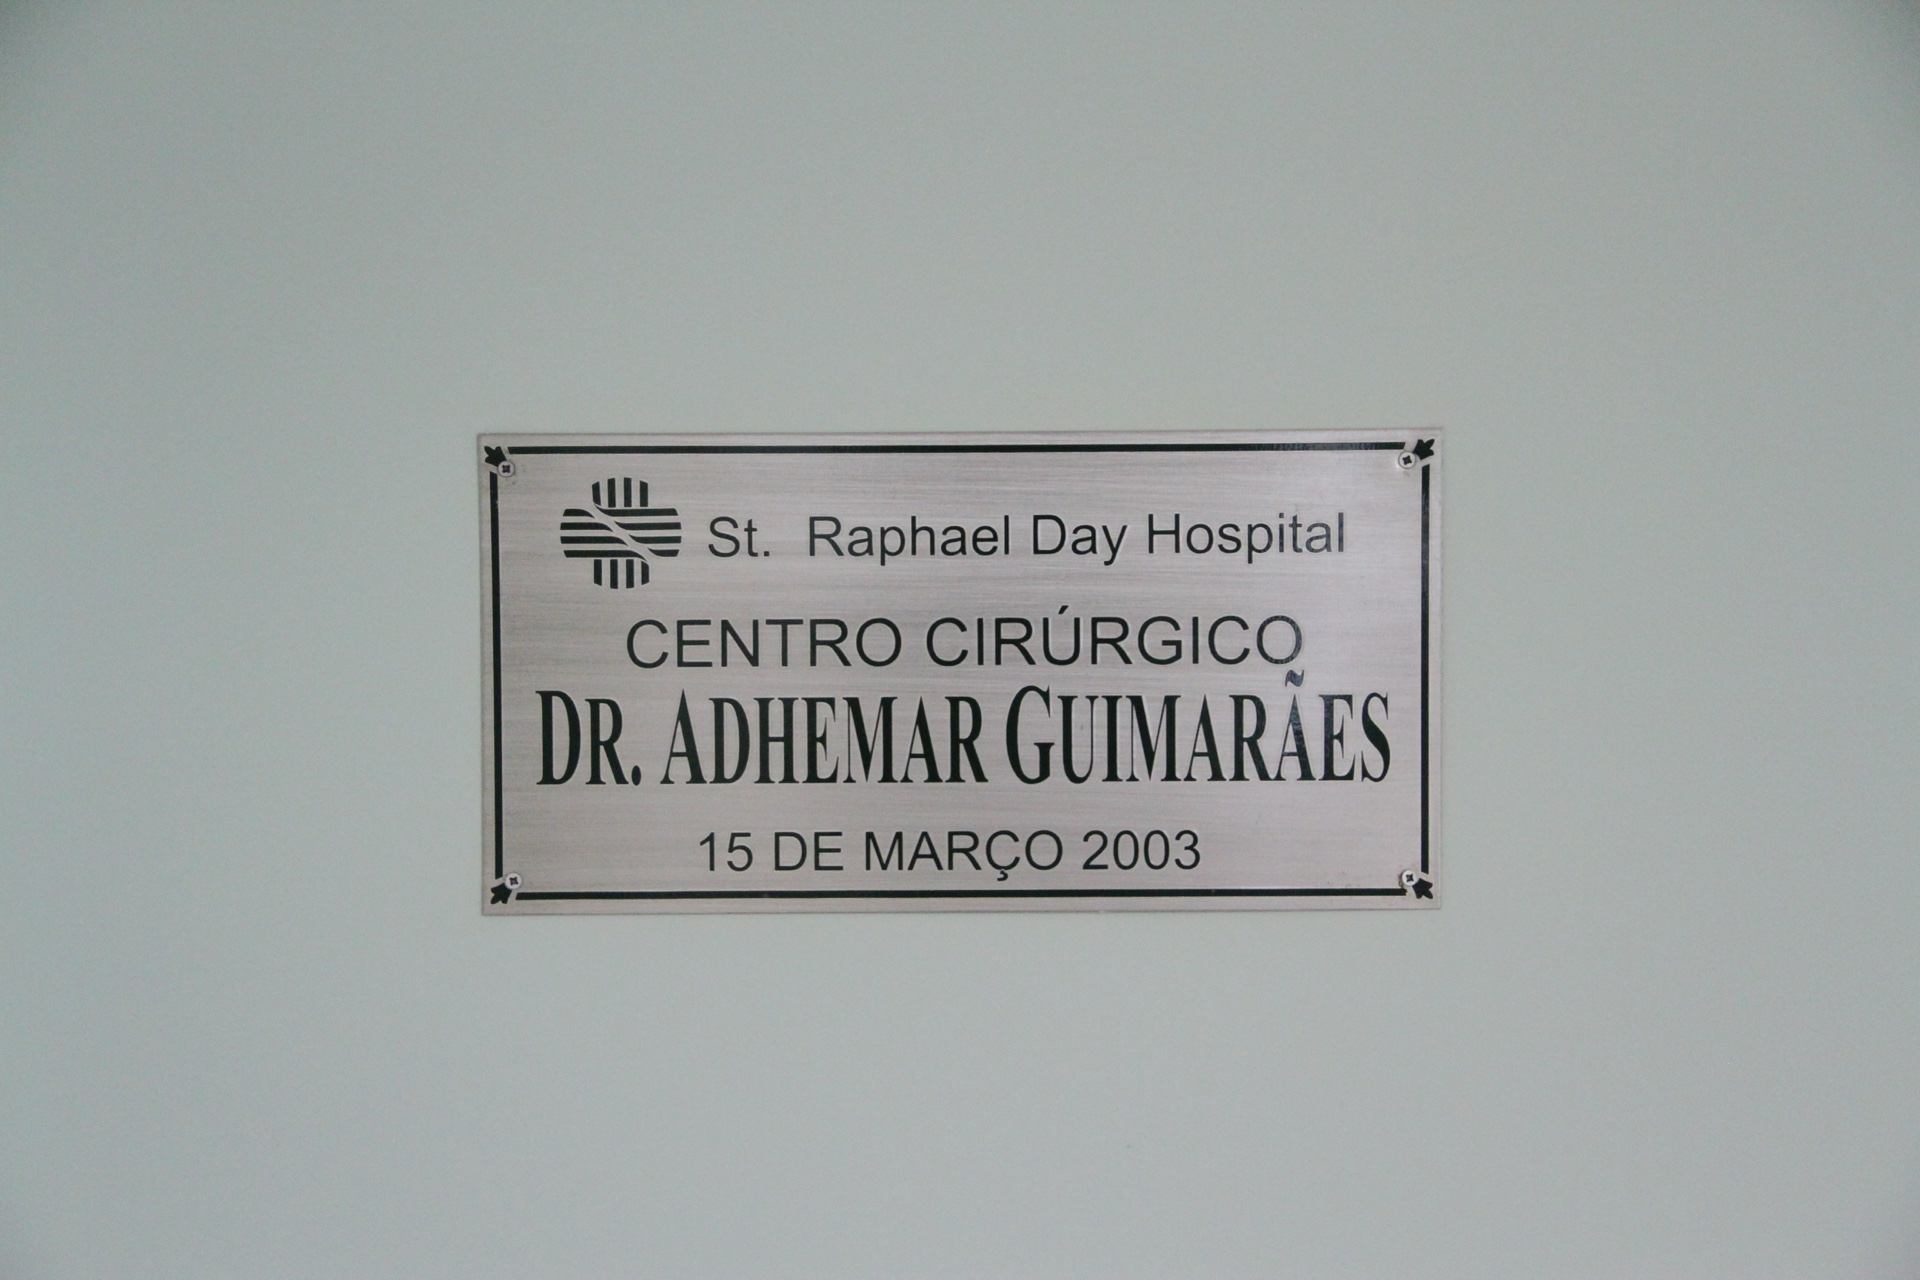 St. Raphael Day Hospital
CENTRO CIRÚRGICO
DR. ADHEMAR GUIMARÃES
15 DE MARÇO 2003